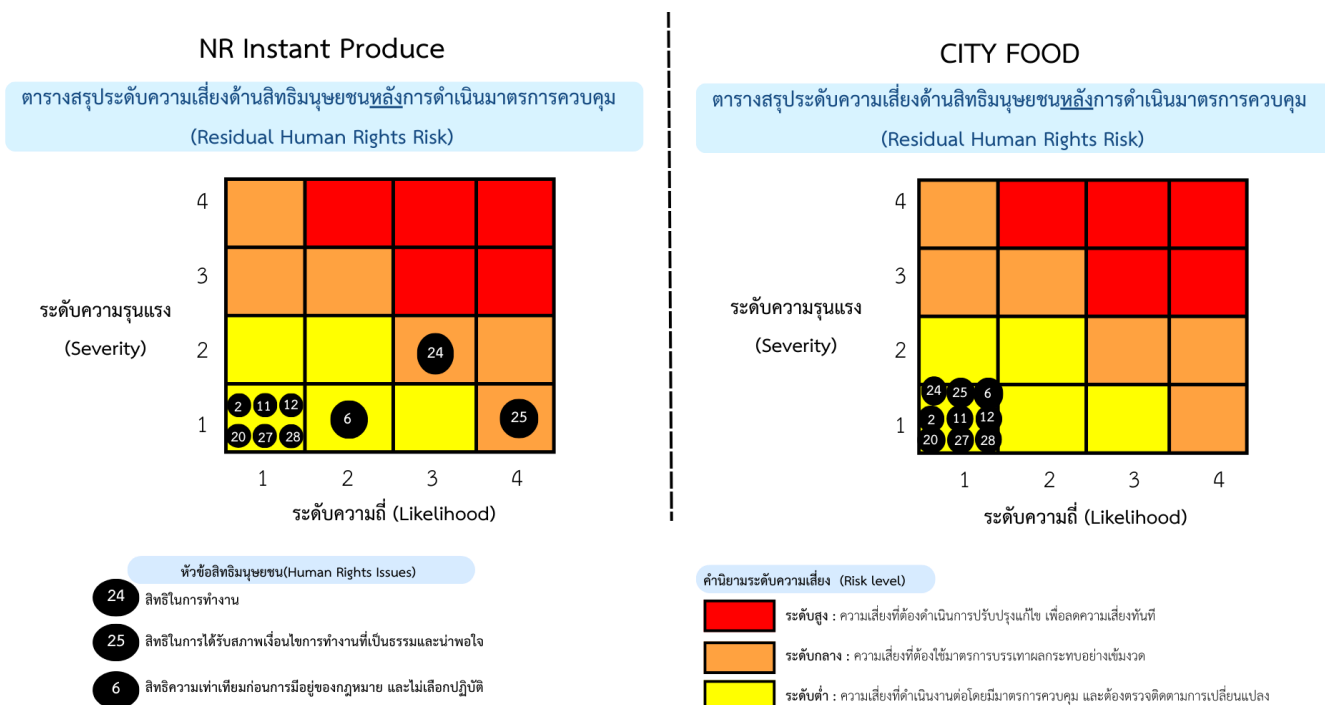 NR Instant Produce
ตารางสรุประดับความเสี่ยงด้านสิทธิมนุษยชนหลังการดำเนินมาตรการควบคุม
(Residual Human Rights Risk)
4
3
ระดับความรุนแรง
(Severity)
2
24
1
2 11 12
20 27 28
6
25
1 2 3 4
ระดับความถี่ (Likelihood)
CITY FOOD
ตารางสรุประดับความเสี่ยงด้านสิทธิมนุษยชนหลังการดำเนินมาตรการควบคุม
(Residual Human Rights Risk)
4
3
ระดับความรุนแรง
(Severity)
2
1
24 25 6
2 11 12
20 27 28
1 2 3 4
ระดับความถี่ (Likelihood)
หัวข้อสิทธิมนุษยชน(Human Rights Issues)
24 สิทธิในการทำงาน
25 สิทธิในการได้รับสภาพเงื่อนไขการทำงานที่เป็นธรรมและน่าพอใจ
6 สิทธิความเท่าเทียมก่อนการมีอยู่ของกฎหมาย และไม่เลือกปฏิบัติ
คำนิยามระดับความเสี่ยง (Risk level)
ระดับสูง : ความเสี่ยงที่ต้องดำเนินการปรับปรุงแก้ไข เพื่อลดความเสี่ยงทันที
ระดับกลาง : ความเสี่ยงที่ต้องใช้มาตรการบรรเทาผลกระทบอย่างเข้มงวด
ระดับต่ำ : ความเสี่ยงที่ดำเนินงานต่อโดยมีมาตรการควบคุม และต้องตรวจติดตามการเปลี่ยนแปลง